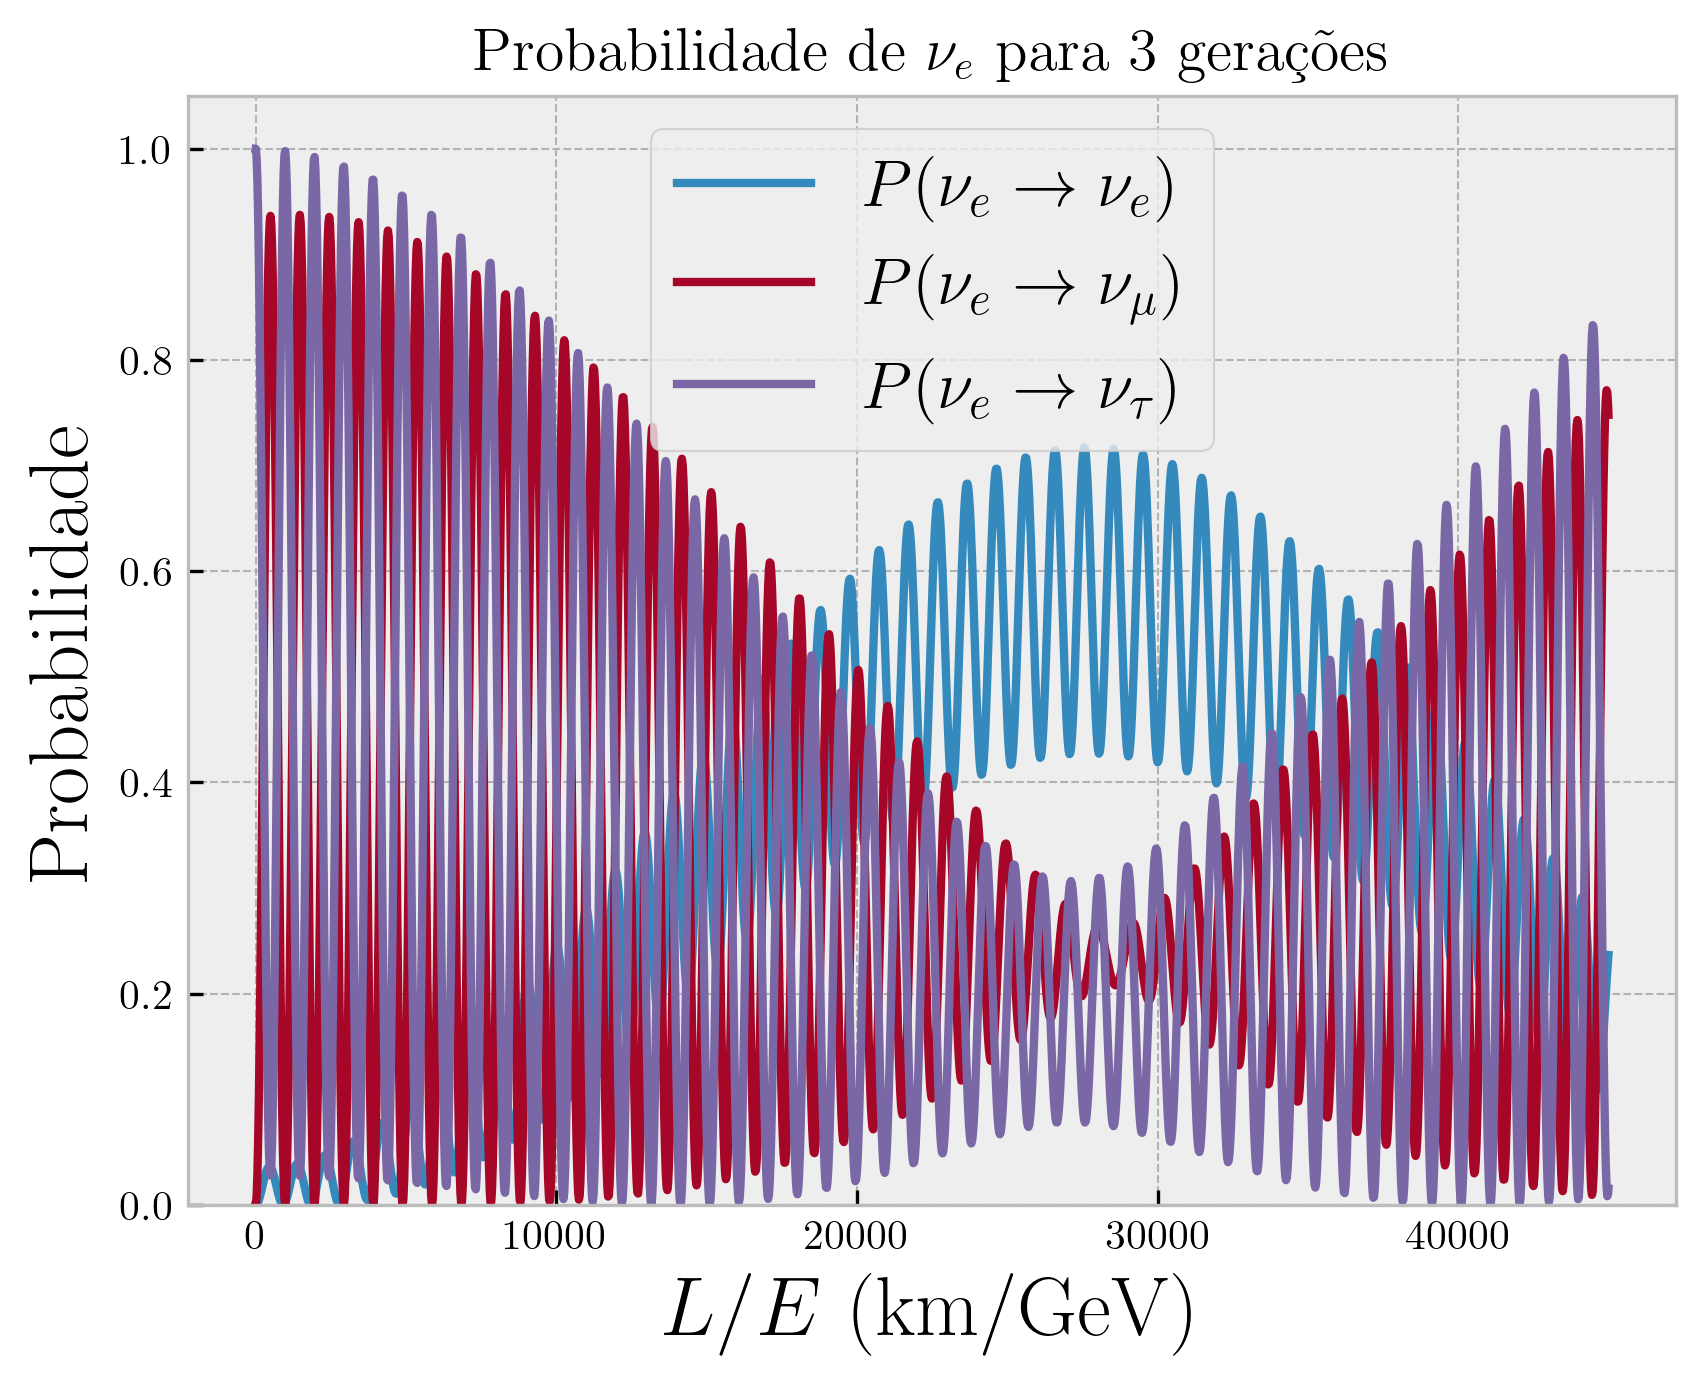 Probabilidade de νₑ para 3 gerações
P(νₑ → νₑ)
P(νₑ → ν_μ)
P(νₑ → ν_τ)
Probabilidade
1.0
0.8
0.6
0.4
0.2
0.0
0 10000 20000 30000 40000
L/E (km/GeV)